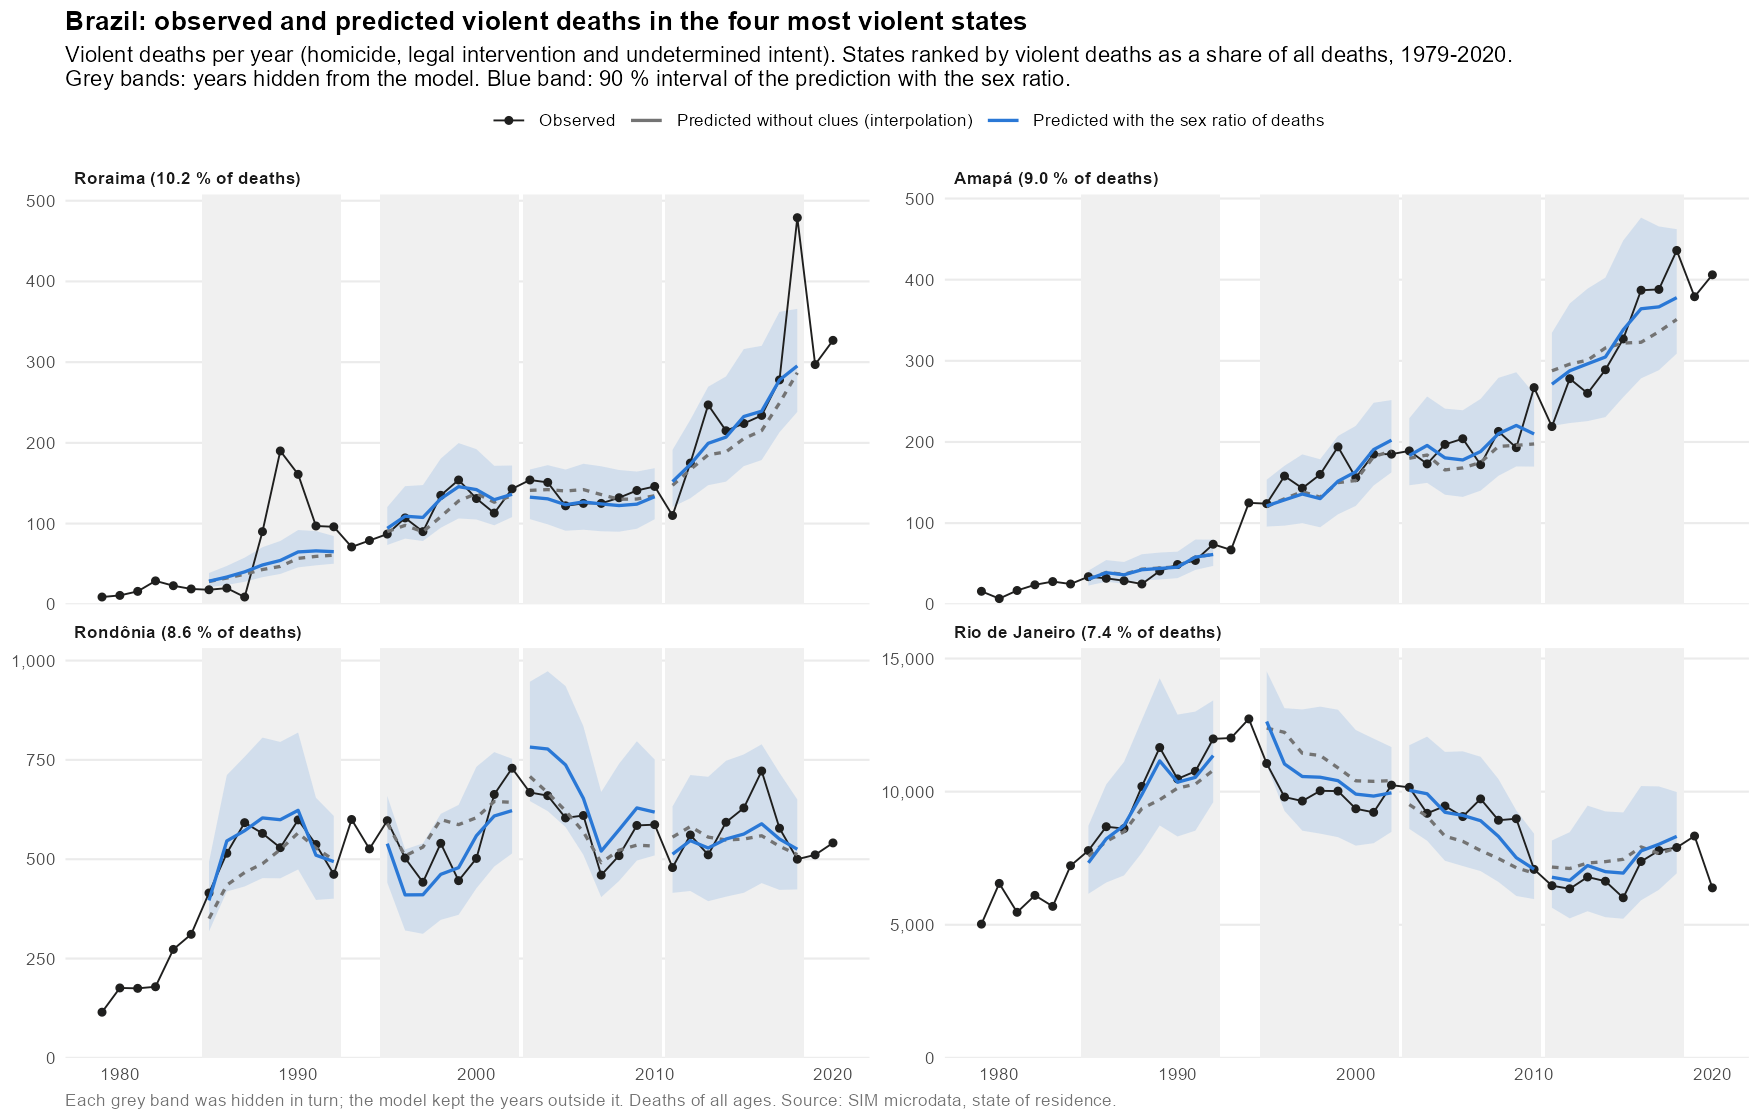 Brazil: observed and predicted violent deaths in the four most violent states
Violent deaths per year (homicide, legal intervention and undetermined intent). States ranked by violent deaths as a share of all deaths, 1979-2020.
Grey bands: years hidden from the model. Blue band: 90 % interval of the prediction with the sex ratio.
Observed Predicted without clues (interpolation) Predicted with the sex ratio of deaths
Roraima (10.2 % of deaths)
500
400
300
200
100
0
Amapá (9.0 % of deaths)
500
400
300
200
100
0
Rondônia (8.6 % of deaths)
1,000
750
500
250
0
1980 1990 2000 2010 2020
Rio de Janeiro (7.4 % of deaths)
15,000
10,000
5,000
0
1980 1990 2000 2010 2020
Each grey band was hidden in turn; the model kept the years outside it. Deaths of all ages. Source: SIM microdata, state of residence.